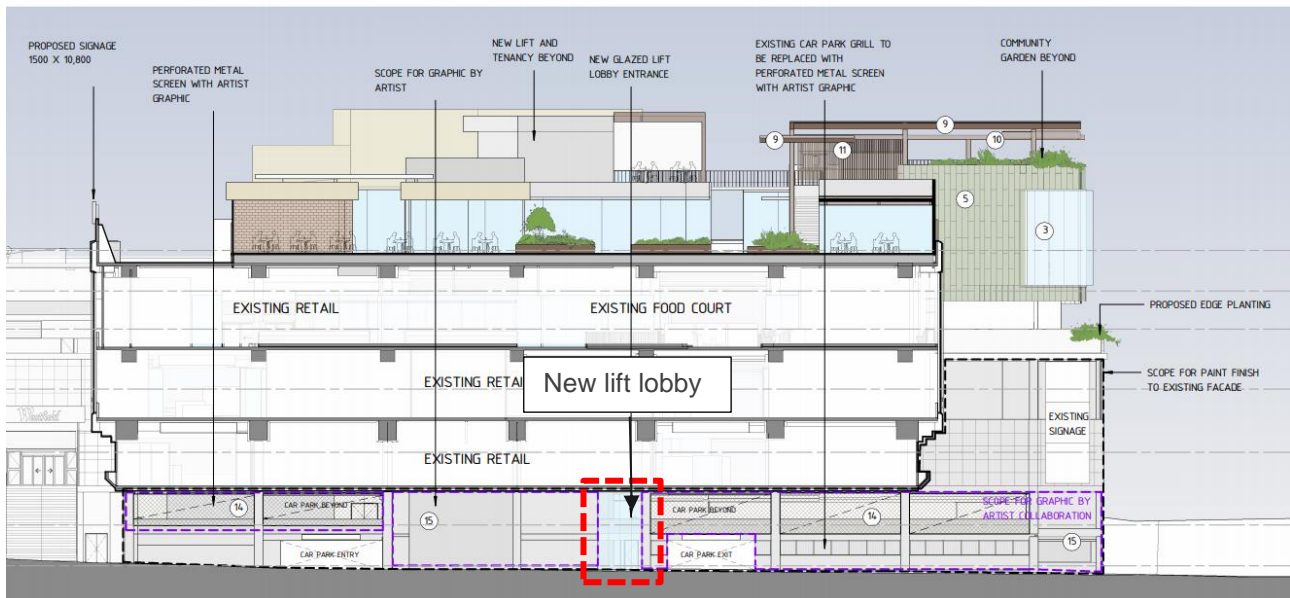 PROPOSED SIGNAGE
1500 X 10,800
PERFORATED METAL
SCREEN WITH ARTIST
GRAPHIC
SCOPE FOR GRAPHIC BY
ARTIST
NEW LIFT AND
TENANCY BEYOND
NEW GLAZED LIFT
LOBBY ENTRANCE
EXISTING CAR PARK GRILL TO
BE REPLACED WITH
PERFORATED METAL SCREEN
WITH ARTIST GRAPHIC
COMMUNITY
GARDEN BEYOND
9
9
10
11
5
3
EXISTING RETAIL
EXISTING FOOD COURT
PROPOSED EDGE PLANTING
EXISTING RETAI
New lift lobby
SCOPE FOR PAINT FINISH
TO EXISTING FACADE
Westfield
EXISTING
SIGNAGE
EXISTING RETAIL
14
CAR PARK BEYOND
15
CAR PARK BEYOND
14
SCOPE FOR GRAPHIC BY
ARTIST COLLABORATION
15
CAR PARK ENTRY
CAR PARK EXIT